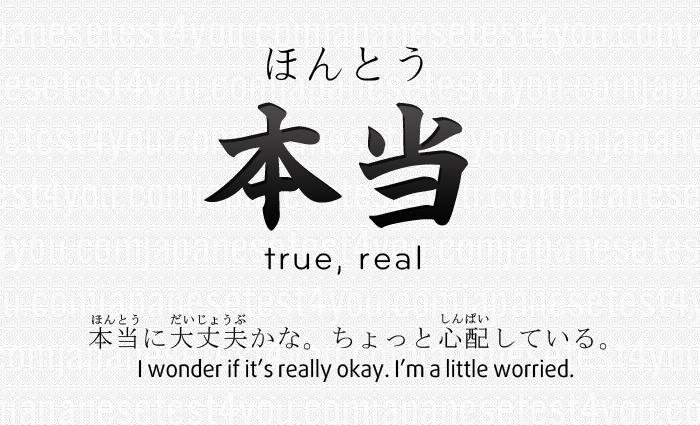 ほんとう
本当
true, real
ほんとう だいじょうぶ しんぱい
本当に大丈夫かな。ちょっと心配している。
I wonder if it's really okay. I'm a little worried.